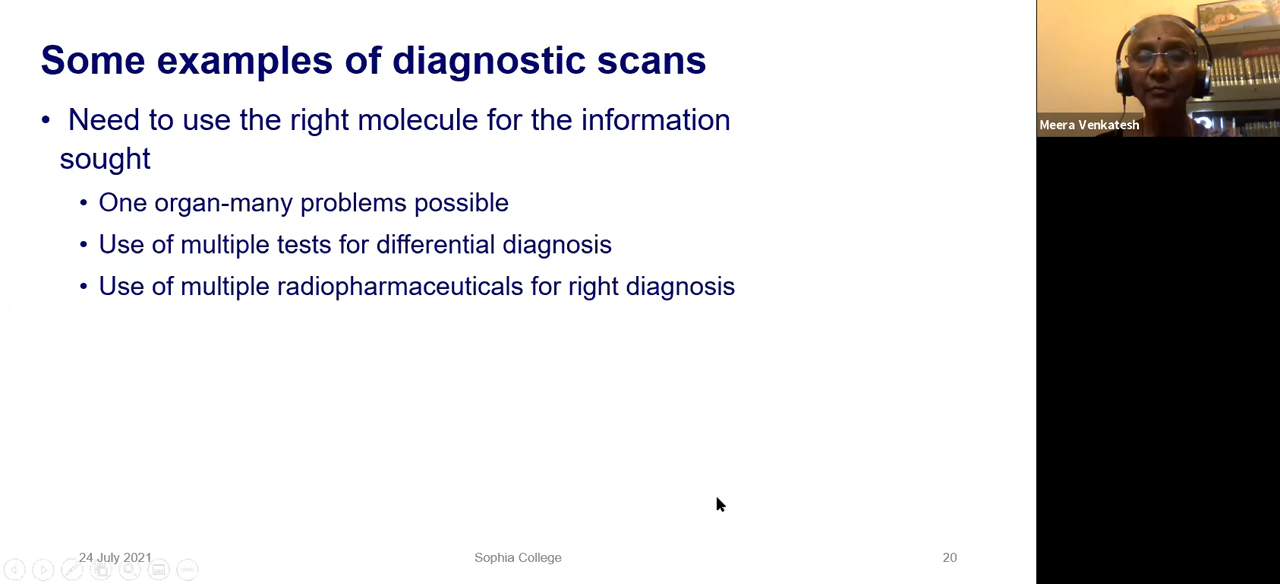 Some examples of diagnostic scans
• Need to use the right molecule for the information
sought
• One organ-many problems possible
• Use of multiple tests for differential diagnosis
• Use of multiple radiopharmaceuticals for right diagnosis
Meera Venkatesh
24 July 2021
Sophia College
20